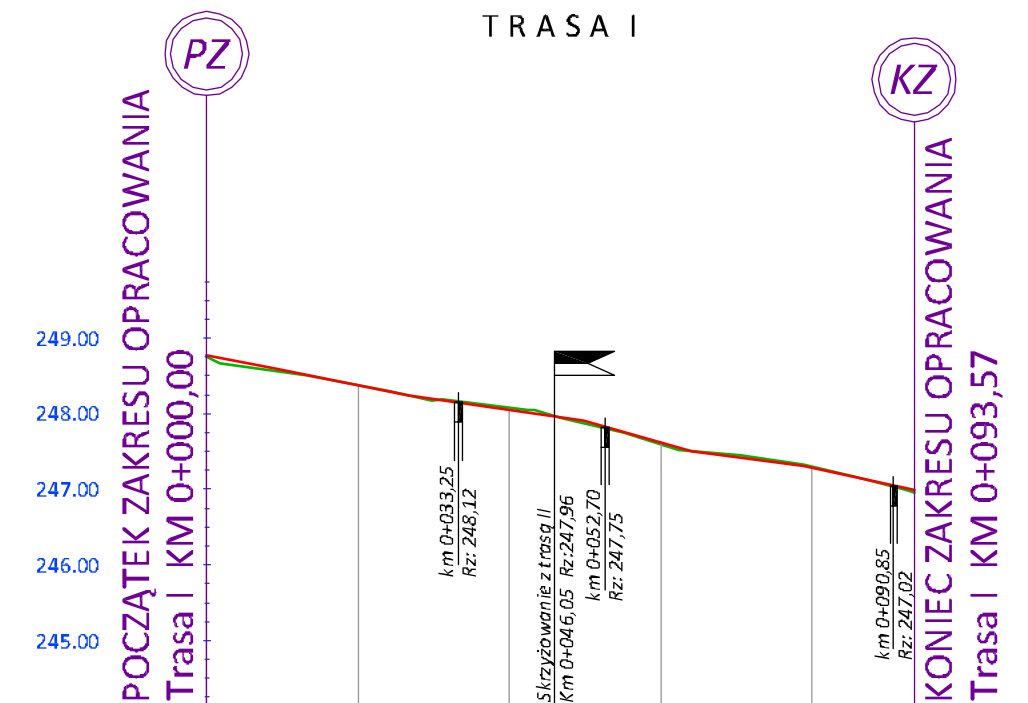 TRASA I
PZ
KZ
POCZĄTEK ZAKRESU OPRACOWANIA
Trasa I KM 0+000,00
249.00
248.00
247.00
246.00
245.00
km 0+033,25
Rz: 248,12
Skrzyżowanie z trasą II
Km 0+046,05 Rz:247,96
km 0+052,70
Rz: 247,75
km 0+090,85
Rz: 247,02
KONIEC ZAKRESU OPRACOWANIA
Trasa I KM 0+093,57